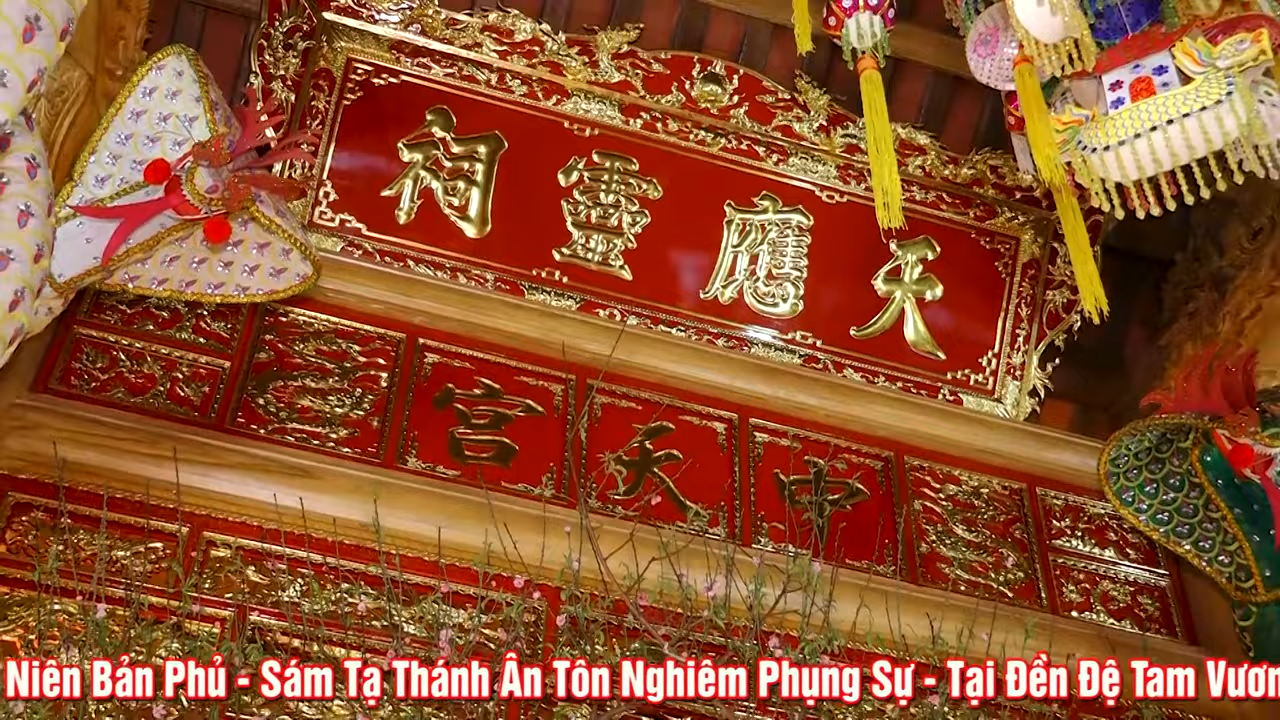 天應靈祠
中天宮
Niên Bản Phủ - Sám Tạ Thánh Ân Tôn Nghiêm Phụng Sự - Tại Đền Đệ Tam Vươn